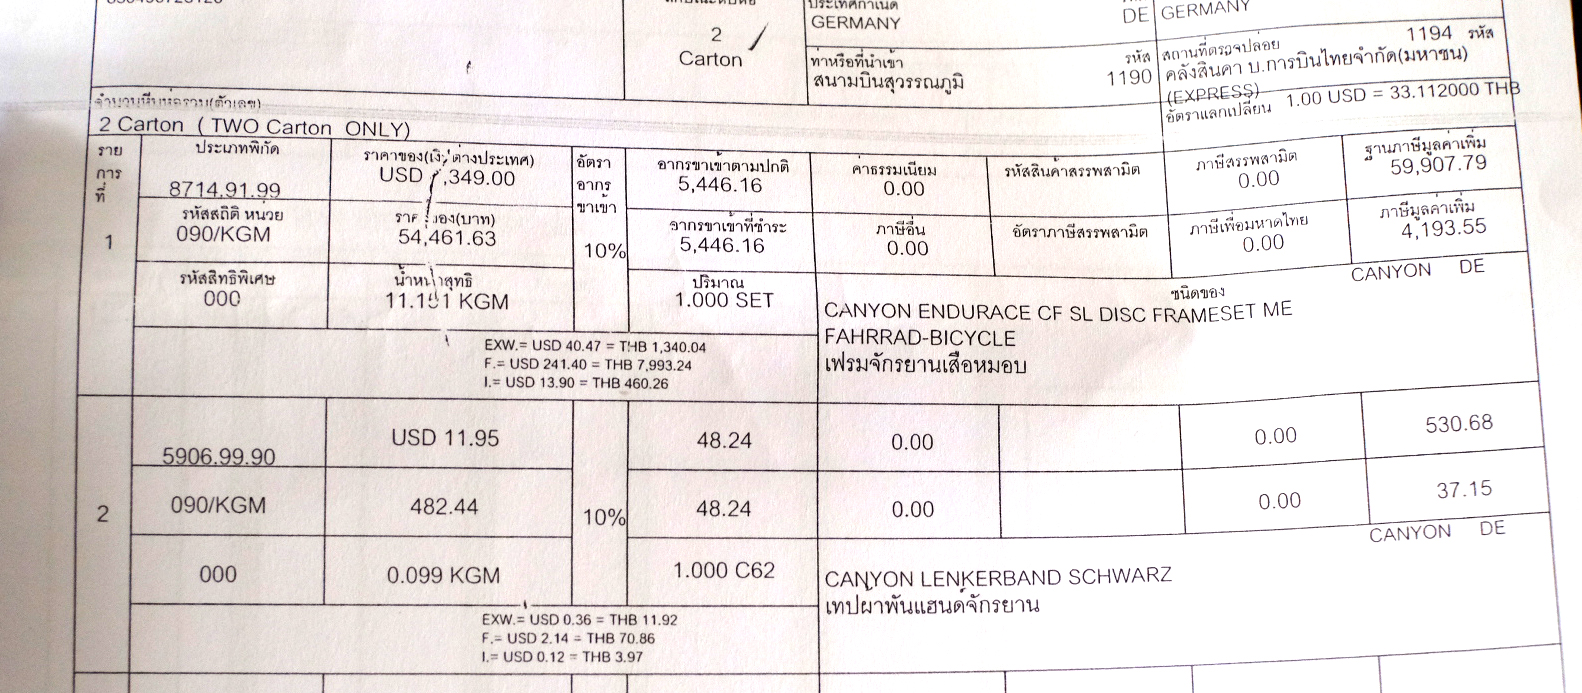 2
Carton
ประเทศกำเนิด
GERMANY
DE
GERMANY
ท่าหรือที่นำเข้า
รหัส
สนามบินสุวรรณภูมิ
1190
สถานที่ตรวจปล่อย 1194 รหัส
คลังสินคา บ.การบินไทยจำกัด(มหาชน)
(EXPRESS)
อัตราแลกเปลี่ยน 1.00 USD = 33.112000 THB
จำนวนหีบห่อรวม(ตัวเลข)
2 Carton ( TWO Carton ONLY)
ราย
การ
ที่
ประเภทพิกัด
ราคาของ(เงินต่างประเทศ)
อัตรา
อากร
ขาเข้า
อากรขาเข้าตามปกติ
ค่าธรรมเนียม
รหัสสินค้าสรรพสามิต
ภาษีสรรพสามิต
ฐานภาษีมูลค่าเพิ่ม
8714.91.99
USD ,349.00
5,446.16
0.00
0.00
59,907.79
รหัสสถิติ หน่วย
ราคาของ(บาท)
อากรขาเข้าที่ชำระ
ภาษีอื่น
อัตราภาษีสรรพสามิต
ภาษีเพื่อมหาดไทย
ภาษีมูลค่าเพิ่ม
1
090/KGM
54,461.63
10%
5,446.16
0.00
0.00
4,193.55
รหัสสิทธิพิเศษ
น้ำหนักสุทธิ
ปริมาณ
ชนิดของ
CANYON DE
000
11.151 KGM
1.000 SET
CANYON ENDURACE CF SL DISC FRAMESET ME
FAHRRAD-BICYCLE
เฟรมจักรยานเสือหมอบ
EXW.= USD 40.47 = THB 1,340.04
F.= USD 241.40 = THB 7,993.24
I.= USD 13.90 = THB 460.26
2
5906.99.90
USD 11.95
10%
48.24
0.00
0.00
530.68
090/KGM
482.44
48.24
0.00
0.00
37.15
CANYON DE
000
0.099 KGM
1.000 C62
CANYON LENKERBAND SCHWARZ
เทปผ้าพันแฮนด์จักรยาน
EXW.= USD 0.36 = THB 11.92
F.= USD 2.14 = THB 70.86
I.= USD 0.12 = THB 3.97